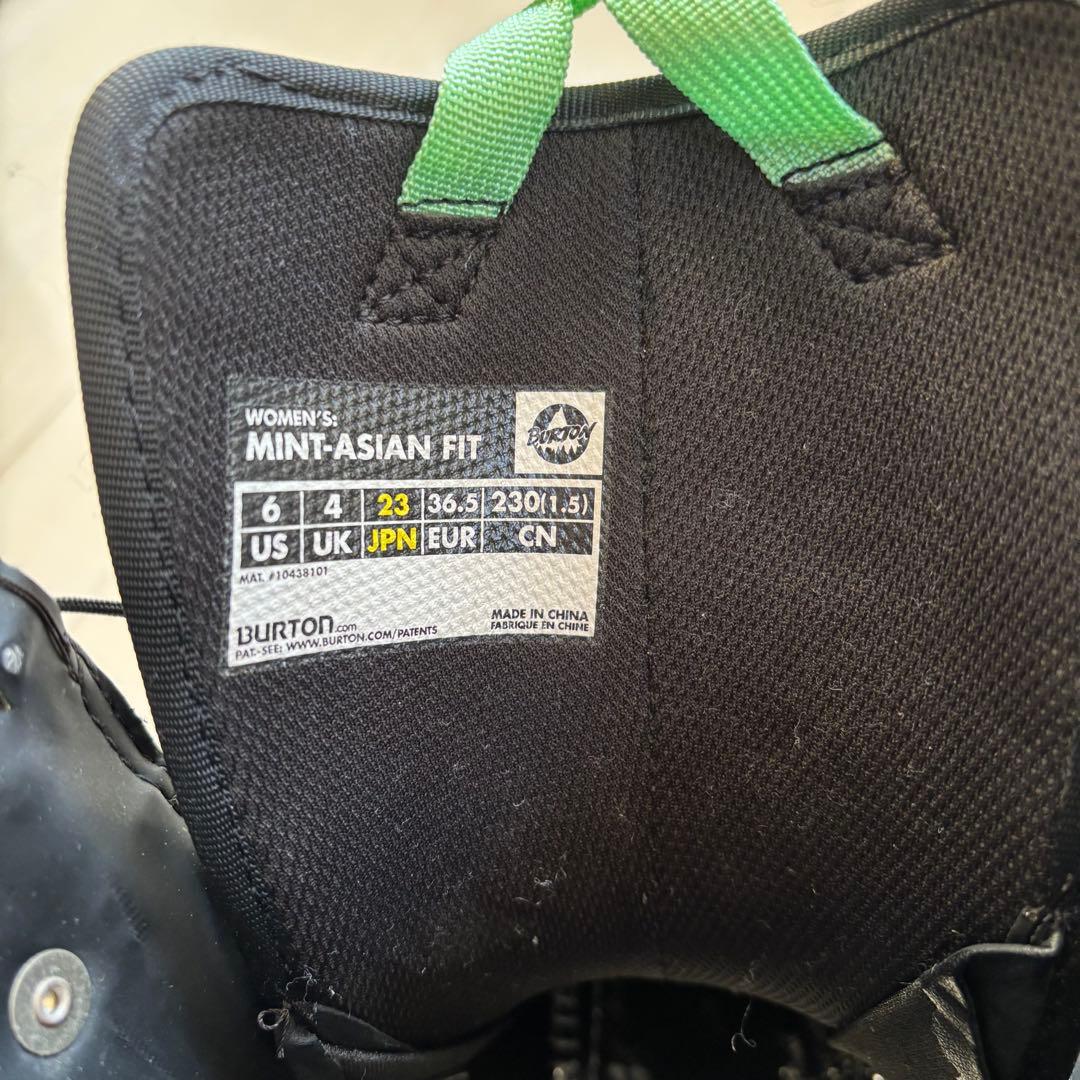 WOMEN'S:
MINT-ASIAN FIT
BURTON
6 4 23 36.5 230(1.5)
US UK JPN EUR CN
MAT. #10438101
BURTON.com
PAT.-SEE: WWW.BURTON.COM/PATENTS
MADE IN CHINA
FABRIQUE EN CHINE